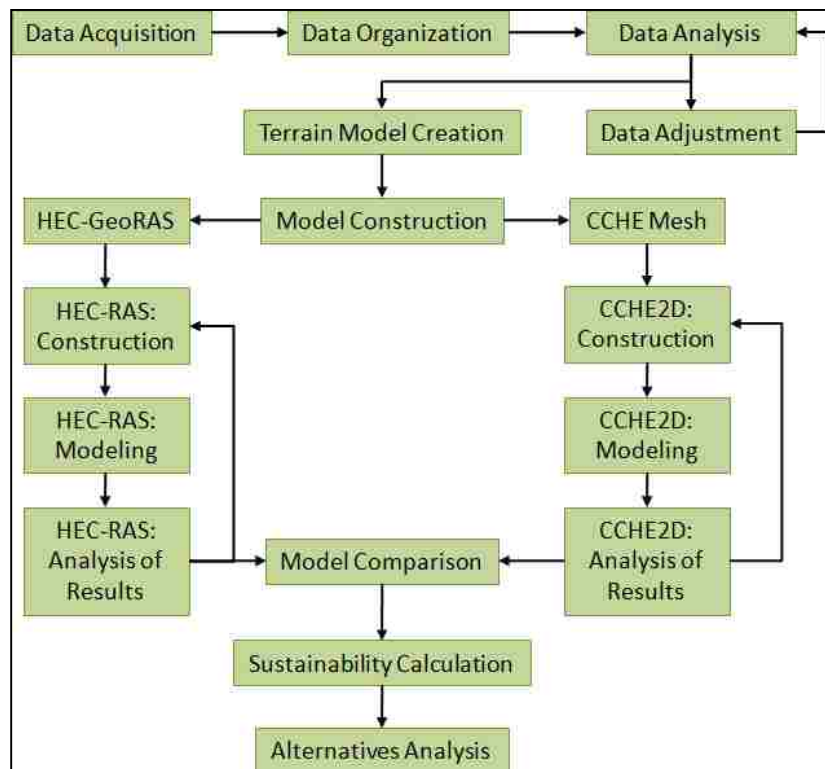 Data Acquisition
Data Organization
Data Analysis
Terrain Model Creation
Data Adjustment
HEC-GeoRAS
Model Construction
CCHE Mesh
HEC-RAS:
Construction
CCHE2D:
Construction
HEC-RAS:
Modeling
CCHE2D:
Modeling
HEC-RAS:
Analysis of
Results
Model Comparison
CCHE2D:
Analysis of
Results
Sustainability Calculation
Alternatives Analysis